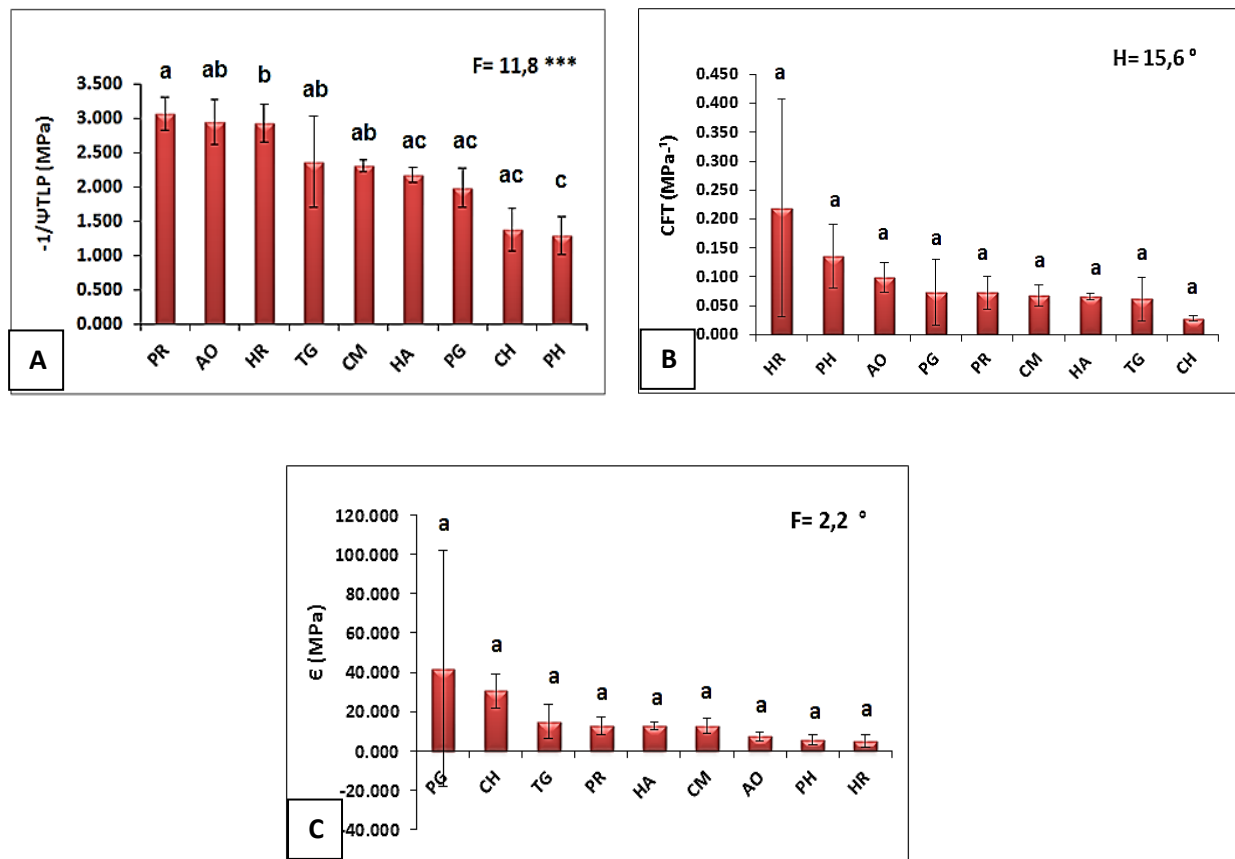 F= 11,8 ***
a ab b ab ab ac ac ac c
-1/ΨTLP (MPa)
3.500
3.000
2.500
2.000
1.500
1.000
0.500
0.000
PR AO HR TG CM HA PG CH PH
A
H= 15,6 °
a a a a a a a a a
CFT (MPa-¹)
0.450
0.400
0.350
0.300
0.250
0.200
0.150
0.100
0.050
0.000
HR PH AO PG PR CM HA TG CH
B
F= 2,2 °
a a a a a a a a a
Є (MPa)
120.000
100.000
80.000
60.000
40.000
20.000
0.000
-20.000
-40.000
PG CH TG PR HA CM AO PH HR
C